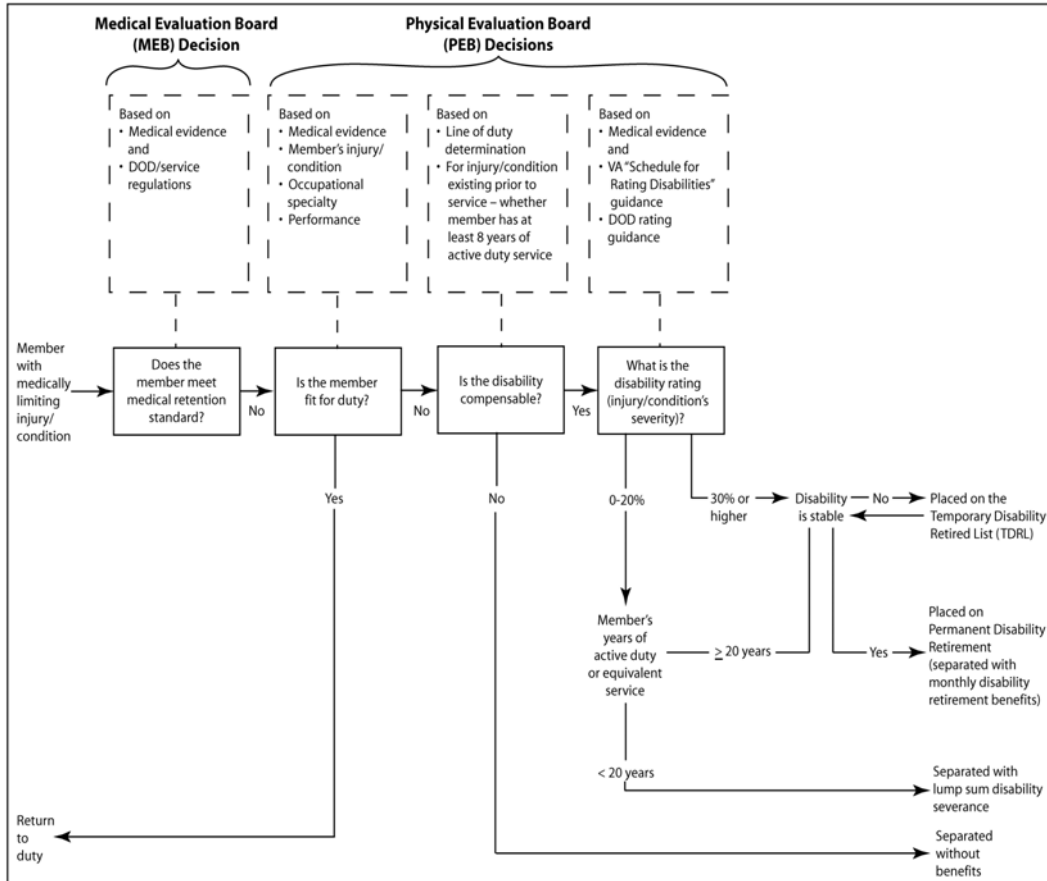 Medical Evaluation Board
(MEB) Decision
Physical Evaluation Board
(PEB) Decisions
Based on
• Medical evidence
and
• DOD/service
regulations
Based on
• Medical evidence
• Member's injury/
condition
• Occupational
specialty
• Performance
Based on
• Line of duty
determination
• For injury/condition
existing prior to
service – whether
member has at
least 8 years of
active duty service
Based on
• Medical evidence
and
• VA "Schedule for
Rating Disabilities"
guidance
• DOD rating
guidance
Member
with
medically
limiting
injury/
condition
Does the
member meet
medical retention
standard?
No
Is the member
fit for duty?
No
Is the disability
compensable?
Yes
What is the
disability rating
(injury/condition's
severity)?
Yes
No
0-20%
30% or
higher
Disability
is stable
No
Placed on the
Temporary Disability
Retired List (TDRL)
Member's
years of
active duty
or equivalent
service
≥ 20 years
Yes
Placed on
Permanent Disability
Retirement
(separated with
monthly disability
retirement benefits)
< 20 years
Separated with
lump sum disability
severance
Return
to
duty
Separated
without
benefits